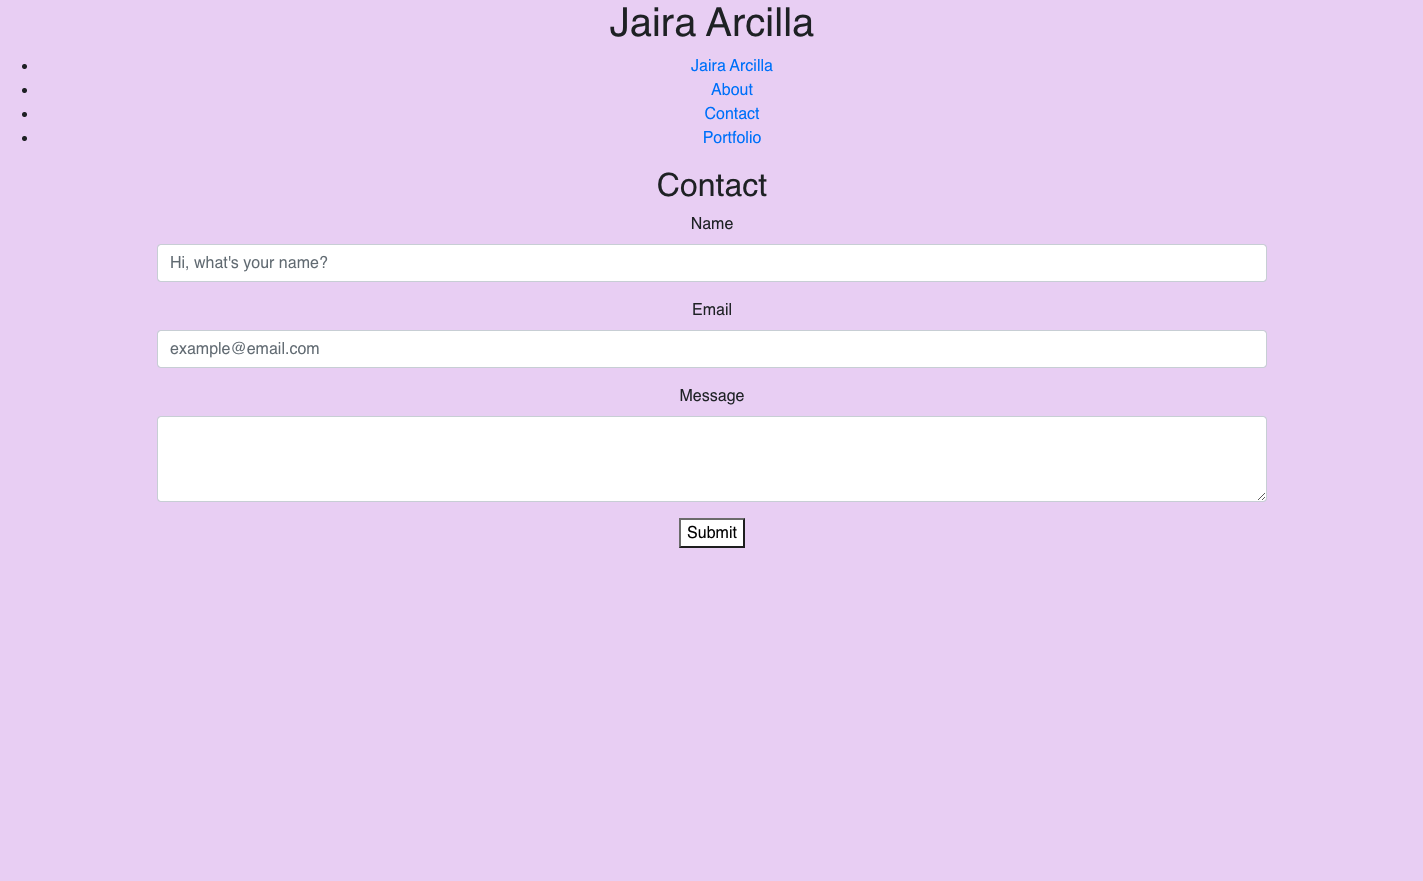 Jaira Arcilla
Jaira Arcilla
About
Contact
Portfolio
Contact
Name
Hi, what's your name?
Email
example@email.com
Message
Submit